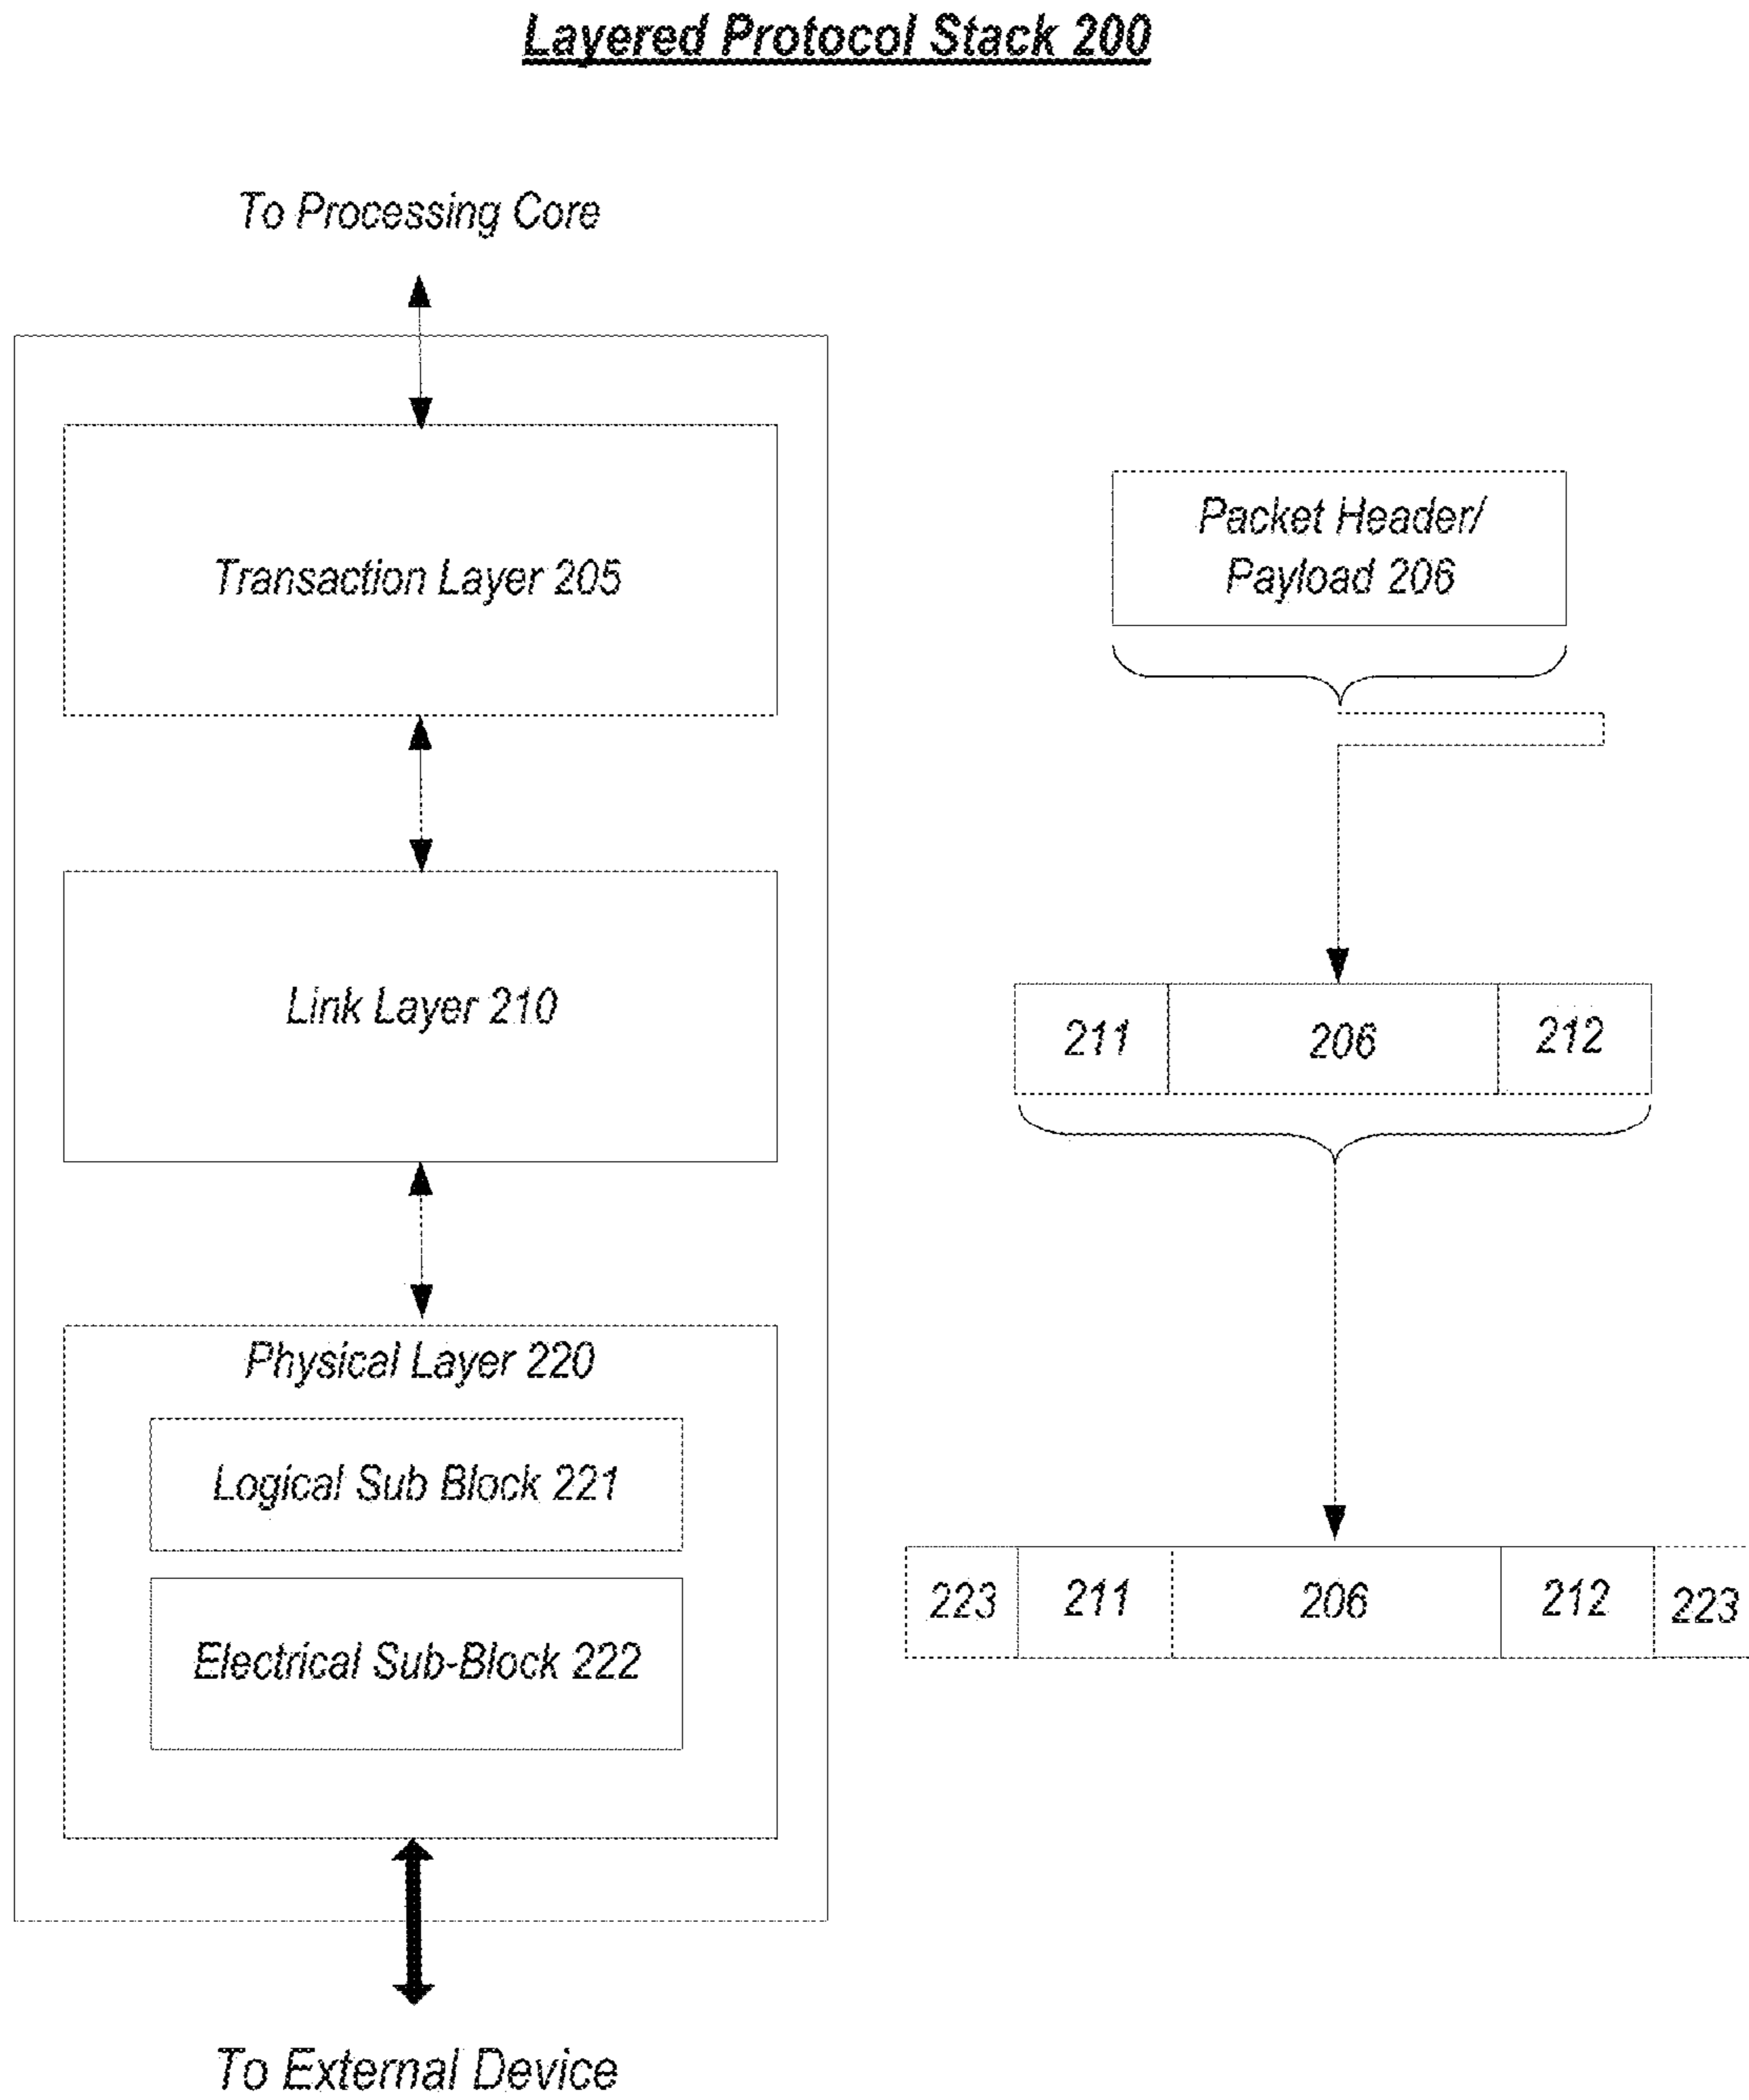 Layered Protocol Stack 200
To Processing Core
Transaction Layer 205
Packet Header/
Payload 206
Link Layer 210
211 206 212
Physical Layer 220
Logical Sub Block 221
Electrical Sub-Block 222
223 211 206 212 223
To External Device